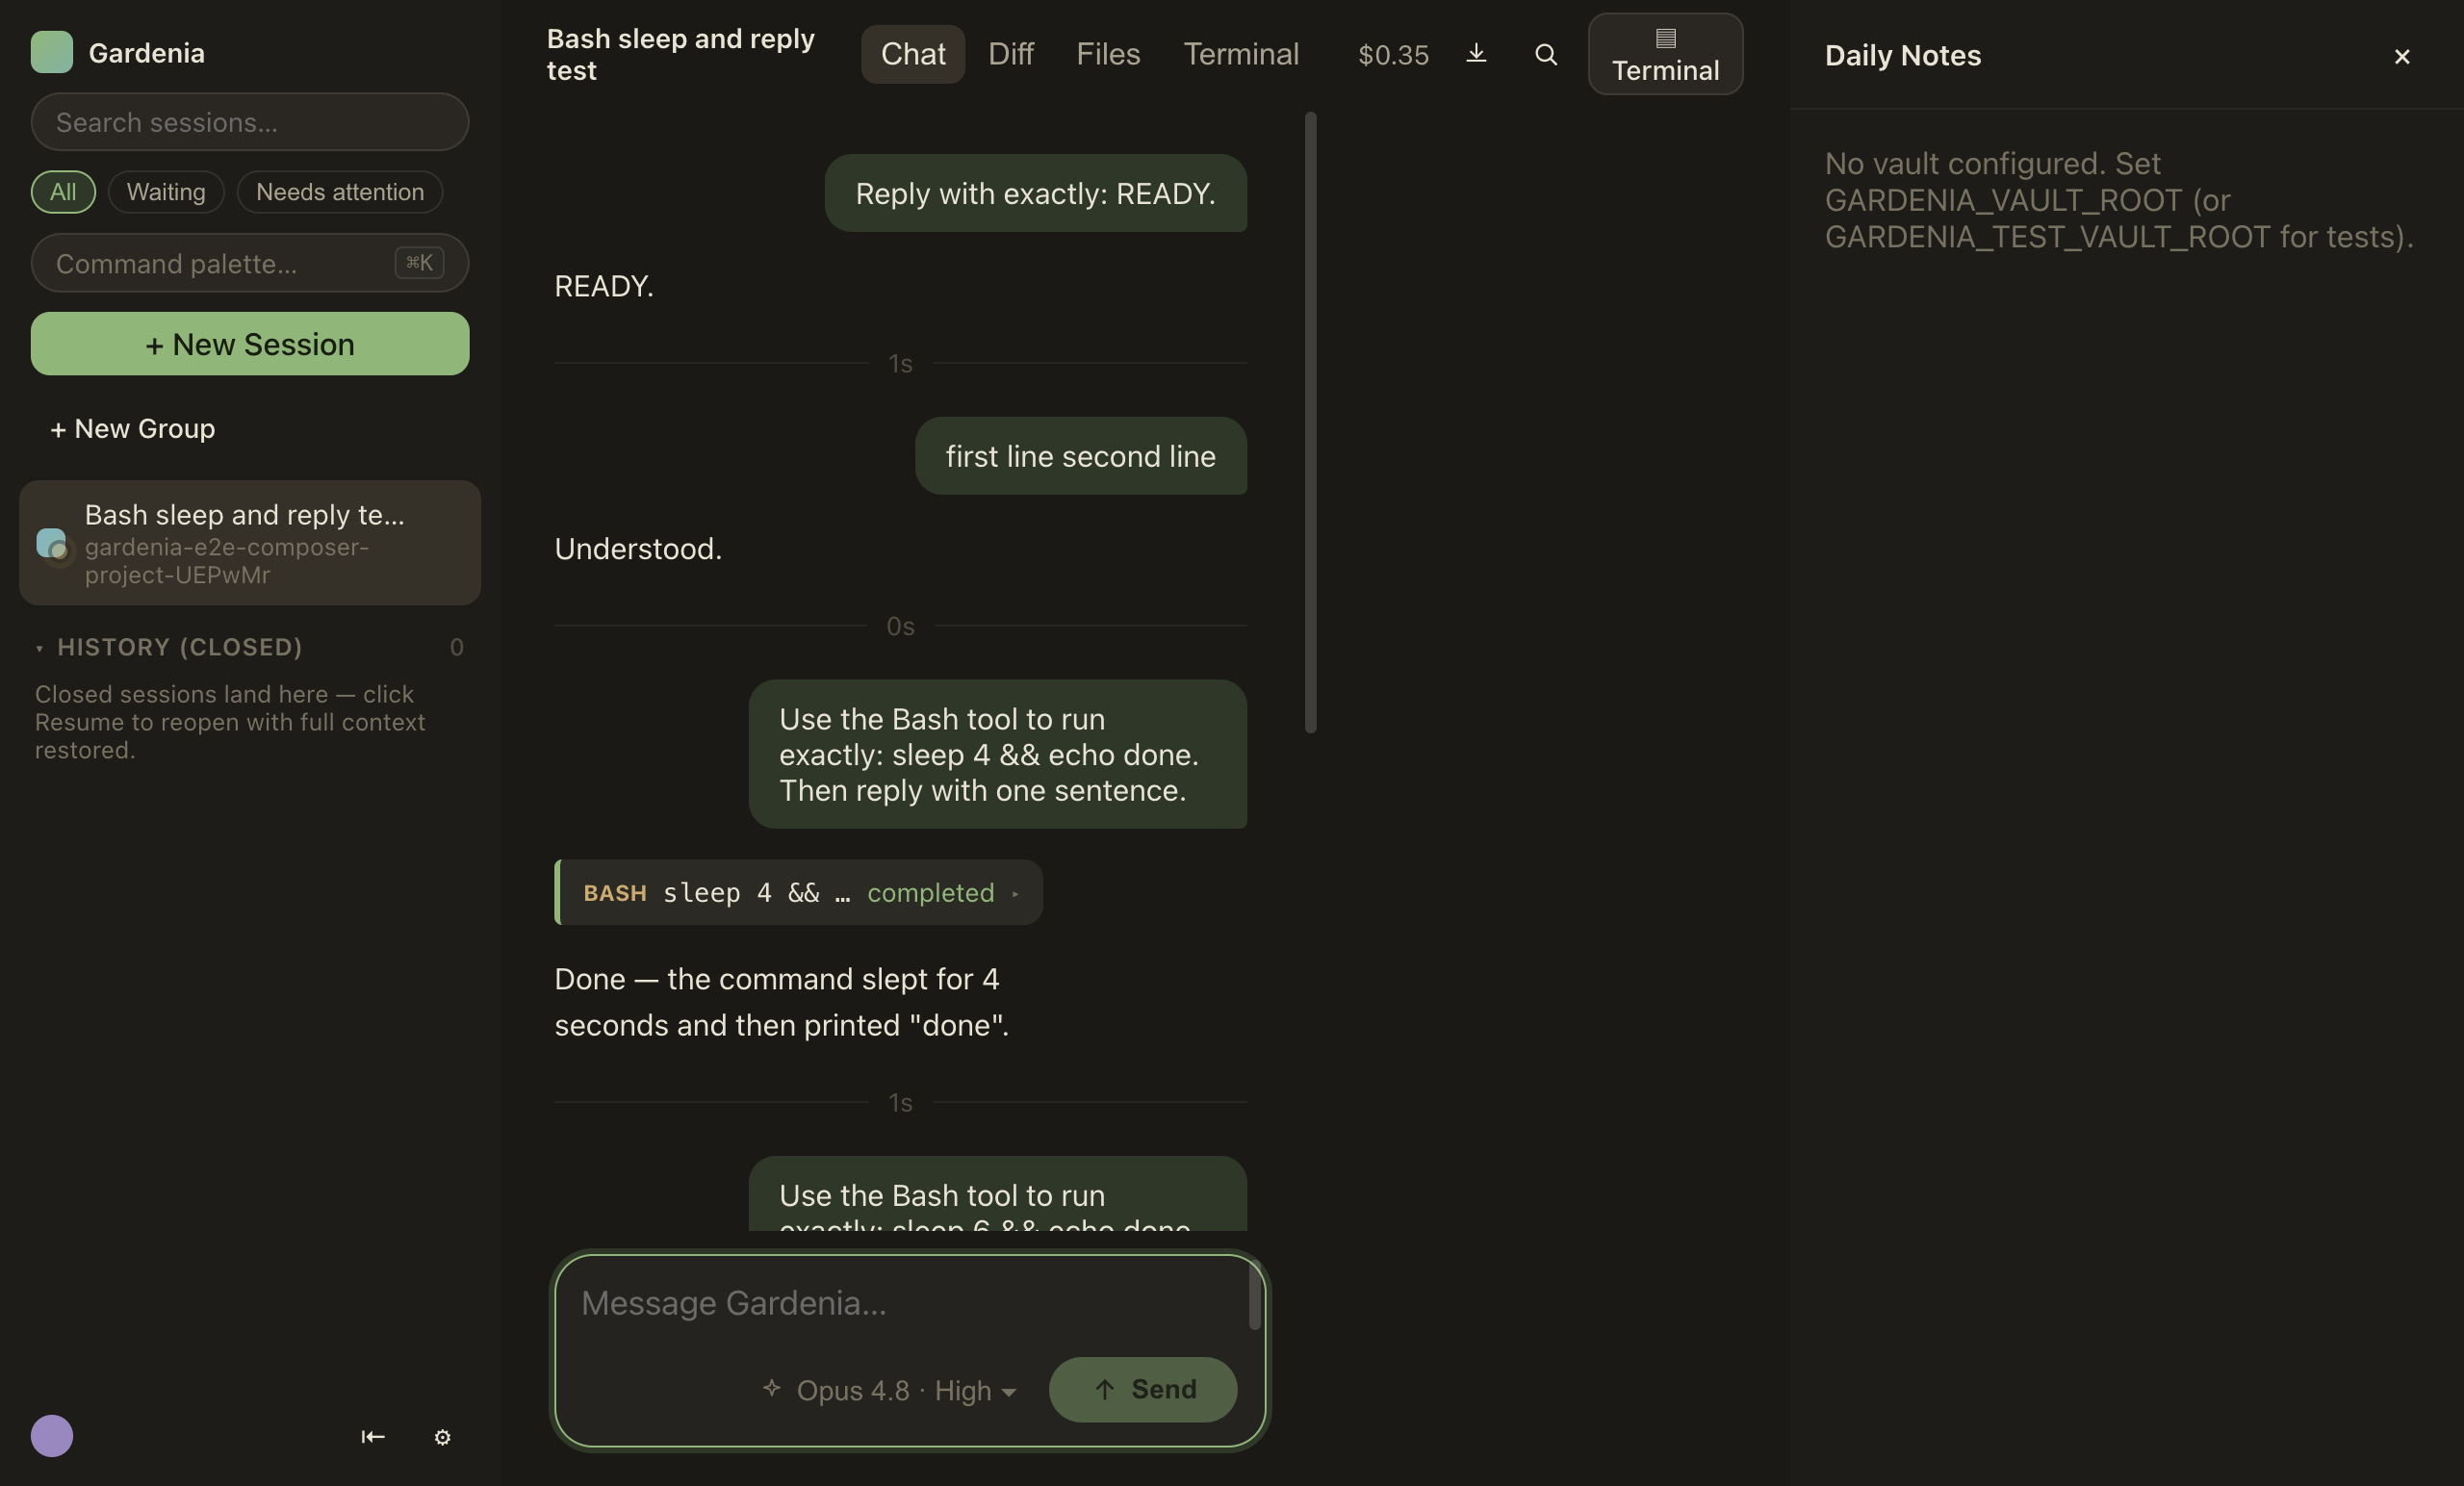 Gardenia
Search sessions...
All
Waiting
Needs attention
Command palette...
⌘K
+ New Session
+ New Group
Bash sleep and reply te...
gardenia-e2e-composer-
project-UEPwMr
HISTORY (CLOSED)
0
Closed sessions land here — click
Resume to reopen with full context
restored.
Bash sleep and reply
test
Chat
Diff
Files
Terminal
$0.35
Terminal
Reply with exactly: READY.
READY.
1s
first line second line
Understood.
0s
Use the Bash tool to run
exactly: sleep 4 && echo done.
Then reply with one sentence.
BASH sleep 4 && … completed
Done — the command slept for 4
seconds and then printed "done".
1s
Use the Bash tool to run
exactly: sleep 6 && echo done
Message Gardenia...
Opus 4.8 · High
Send
Daily Notes
No vault configured. Set
GARDENIA_VAULT_ROOT (or
GARDENIA_TEST_VAULT_ROOT for tests).